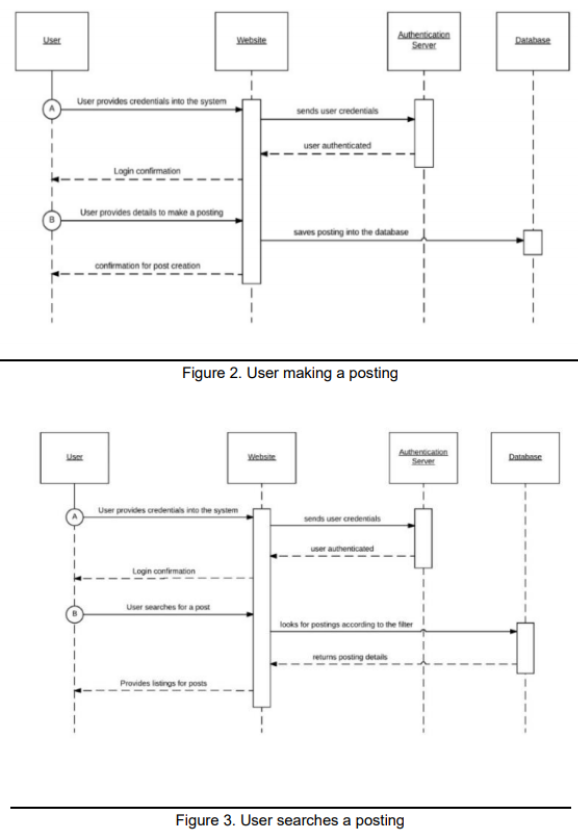 User
Website
Authentication
Server
Database
A
User provides credentials into the system
sends user credentials
user authenticated
Login confirmation
B
User provides details to make a posting
saves posting into the database
confirmation for post creation
Figure 2. User making a posting
User
Website
Authentication
Server
Database
A
User provides credentials into the system
sends user credentials
user authenticated
Login confirmation
B
User searches for a post
looks for postings according to the filter
returns posting details
Provides listings for posts
Figure 3. User searches a posting